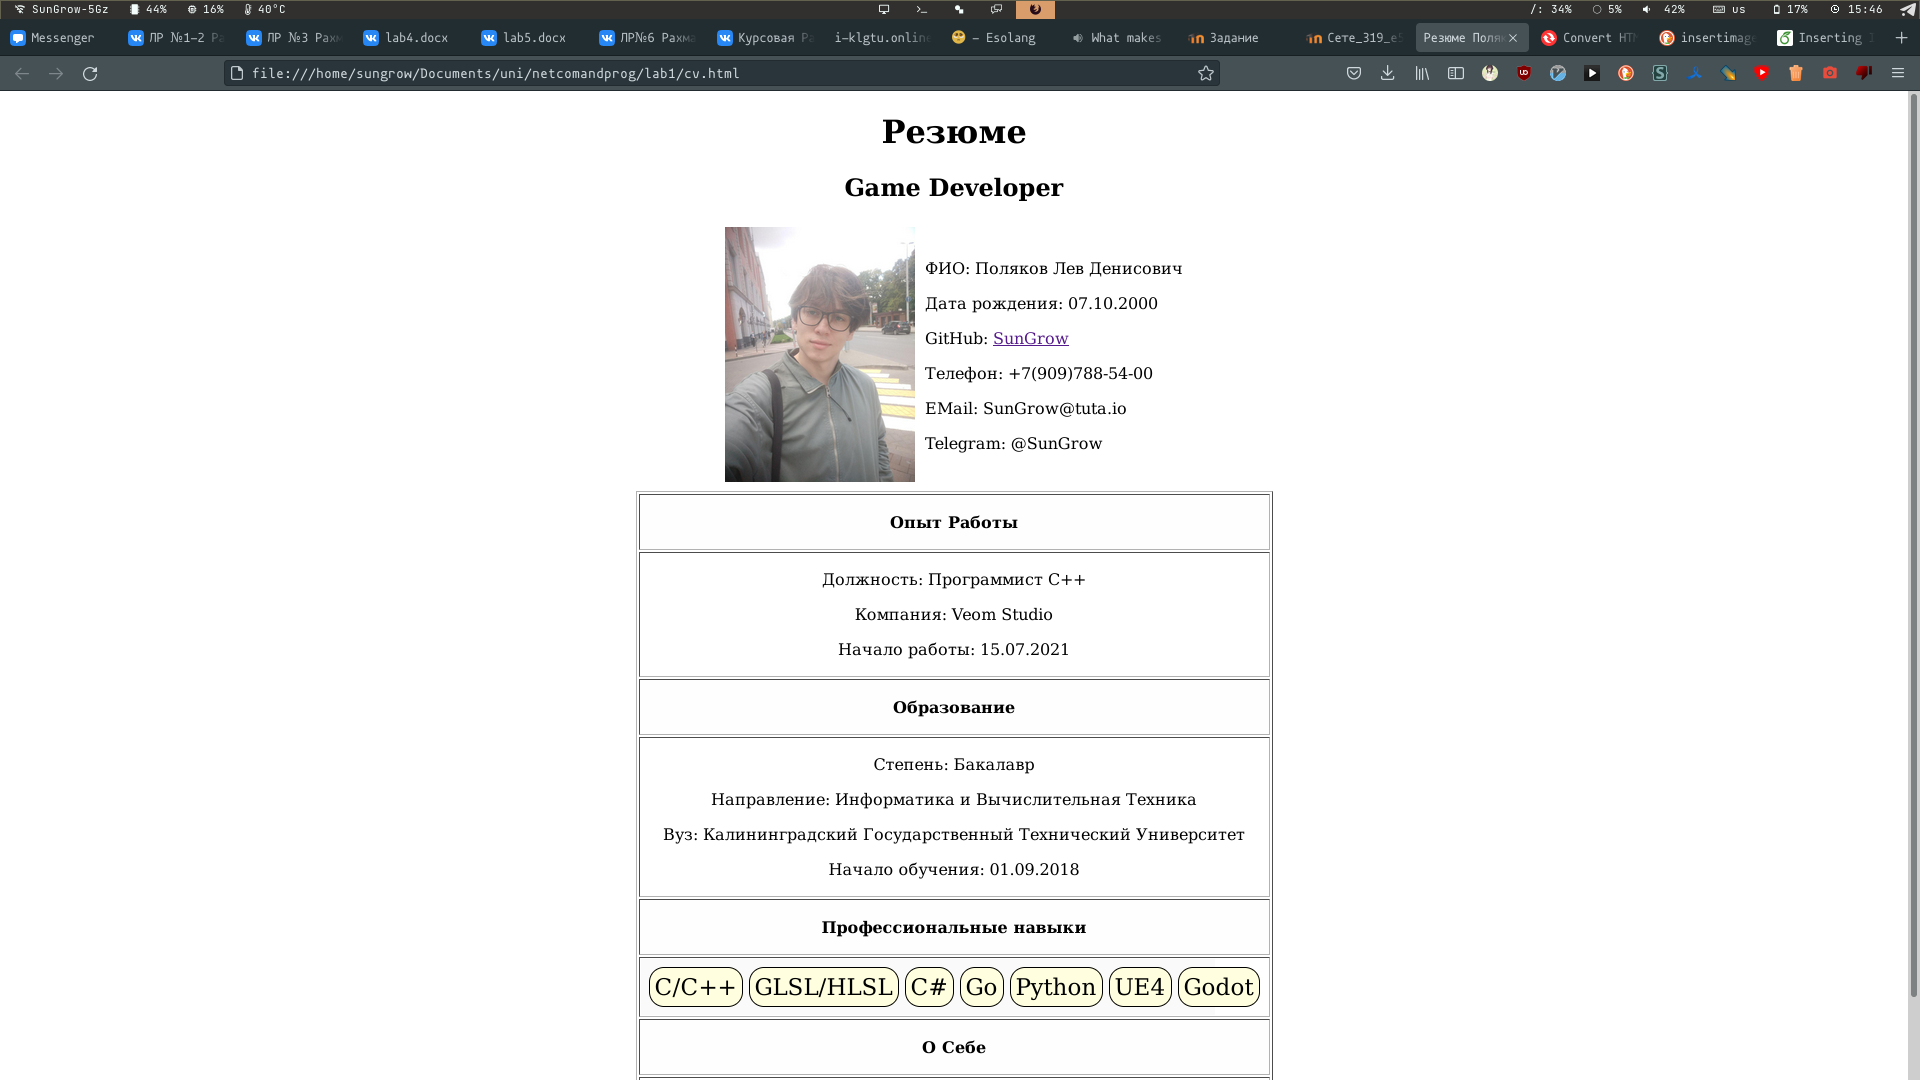 SunGrow-5Gz 44% 16% 40°C /: 34% 5% 42% us 17% 15:46
Messenger ЛР №1-2 Ра ЛР №3 Рахм lab4.docx lab5.docx ЛР№6 Рахма Курсовая Ра i-klgtu.online - Esolang What makes Задание Сете_319_e Резюме Поля Convert HTM insertimage Inserting I
file:///home/sungrow/Documents/uni/netcomandprog/lab1/cv.html
Резюме
Game Developer
ФИО: Поляков Лев Денисович
Дата рождения: 07.10.2000
GitHub: SunGrow
Телефон: +7(909)788-54-00
EMail: SunGrow@tuta.io
Telegram: @SunGrow
Опыт Работы
Должность: Программист C++
Компания: Veom Studio
Начало работы: 15.07.2021
Образование
Степень: Бакалавр
Направление: Информатика и Вычислительная Техника
Вуз: Калининградский Государственный Технический Университет
Начало обучения: 01.09.2018
Профессиональные навыки
C/C++ GLSL/HLSL C# Go Python UE4 Godot
О Себе